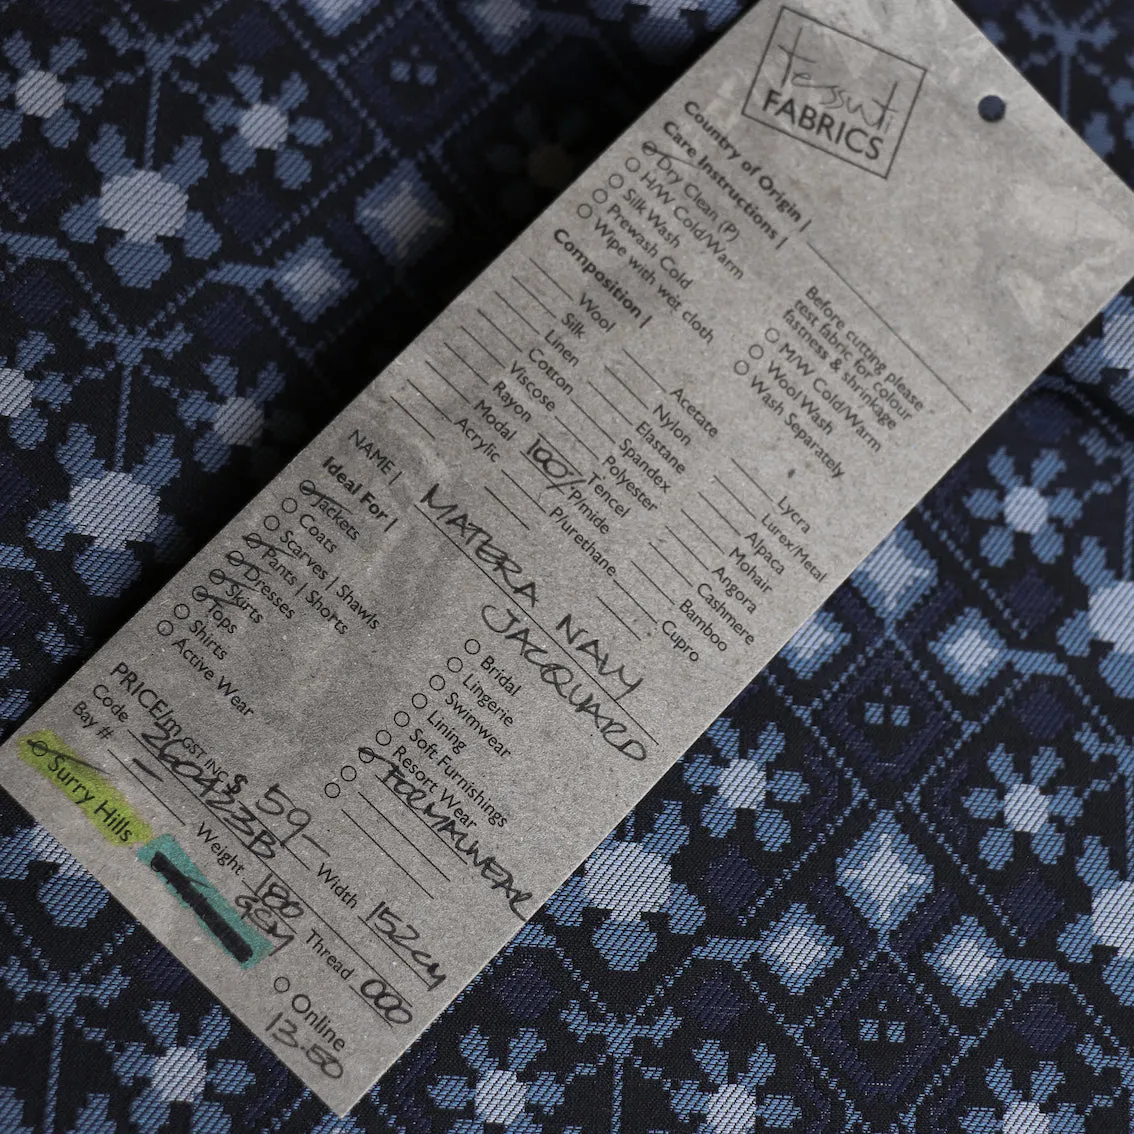 Tessuti
FABRICS
Country of Origin |
Care Instructions |
Dry Clean (P)
H/W Cold/Warm
Silk Wash
Prewash Cold
Wipe with wet cloth
Before cutting please
test fabric for colour
fastness & shrinkage
M/W Cold/Warm
Wool Wash
Wash Separately
Composition |
Wool
Silk
Linen
Cotton
Viscose
Rayon
Modal
Acrylic
Acetate
Nylon
Elastane
Spandex
Polyester
Tencel
100% P/mide
P/urethane
Lycra
Lurex/Metal
Alpaca
Mohair
Angora
Cashmere
Bamboo
Cupro
NAME | MATERA NAVY
JACQUARD
Ideal For |
Jackets
Coats
Scarves | Shawls
Pants | Shorts
Dresses
Skirts
Tops
Shirts
Active Wear
Bridal
Lingerie
Swimwear
Lining
Soft Furnishings
Resort Wear
FORMALWEAR
PRICE/m GST INC $ 59-
Code 260423B Width 152cm
Bay # - Weight 180 GSM Thread 000
Surry Hills
Online
13.50